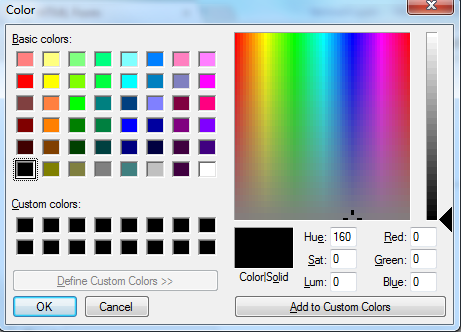 Color
Basic colors:
Custom colors:
Define Custom Colors >>
OK
Cancel
Color|Solid
Hue: 160
Sat: 0
Lum: 0
Red: 0
Green: 0
Blue: 0
Add to Custom Colors